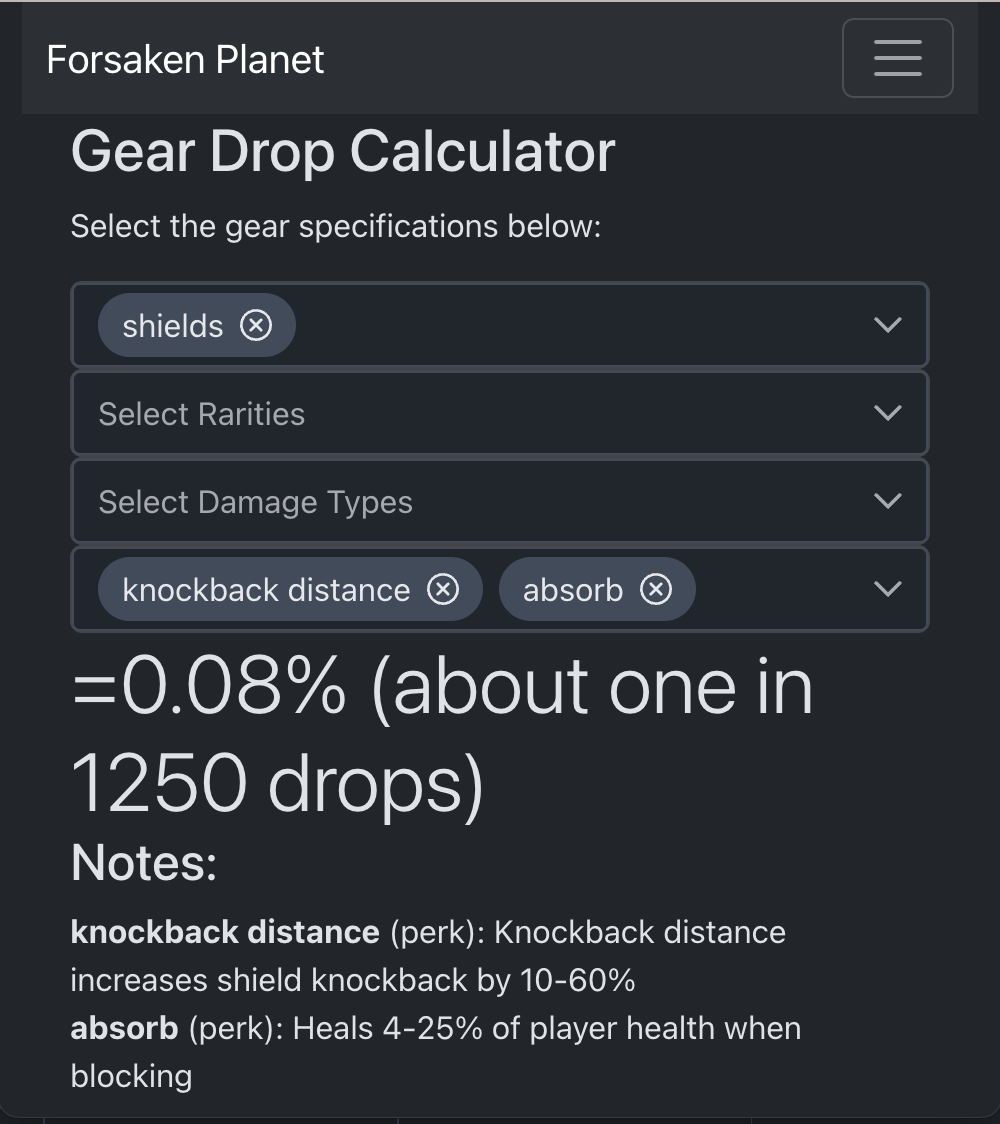 Forsaken Planet
Gear Drop Calculator
Select the gear specifications below:
shields
Select Rarities
Select Damage Types
knockback distance absorb
=0.08% (about one in
1250 drops)
Notes:
knockback distance (perk): Knockback distance
increases shield knockback by 10-60%
absorb (perk): Heals 4-25% of player health when
blocking